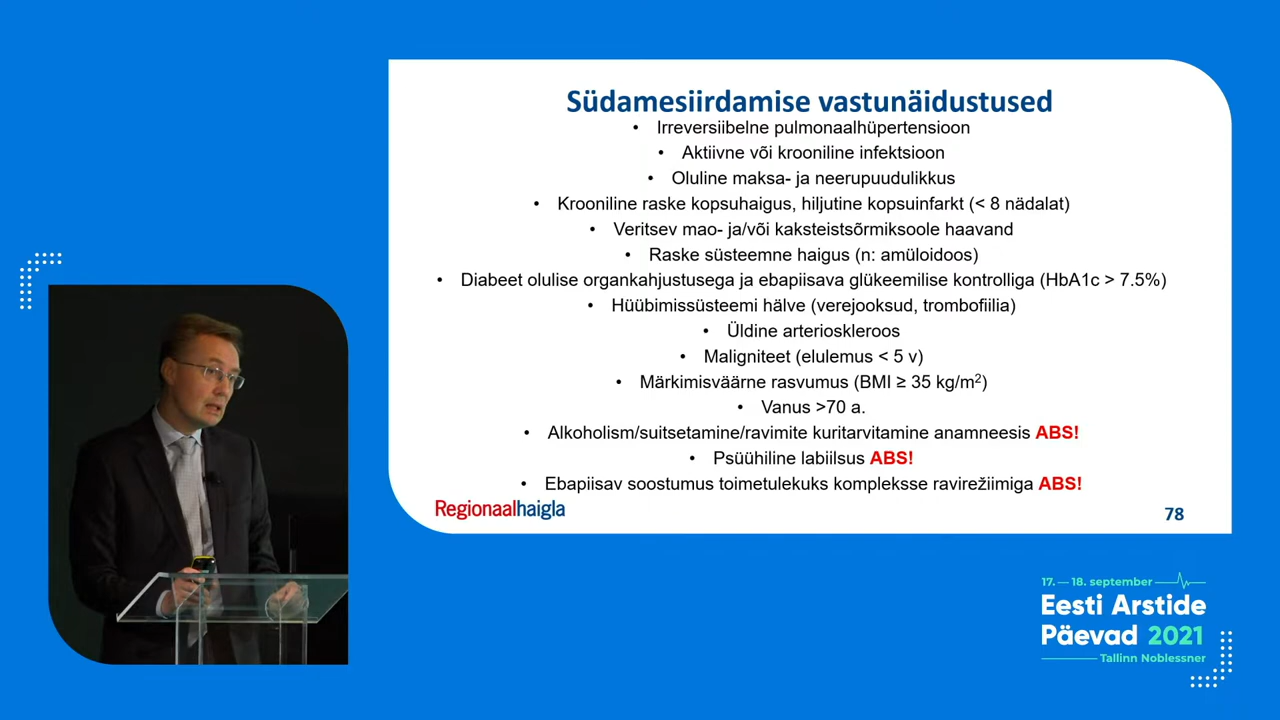 Südamesiirdamise vastunäidustused
• Irreversiibelne pulmonaalhüpertensioon
• Aktiivne või krooniline infektsioon
• Oluline maksa- ja neerupuudulikkus
• Krooniline raske kopsuhaigus, hiljutine kopsuinfarkt (< 8 nädalat)
• Veritsev mao- ja/või kaksteistsõrmiksoole haavand
• Raske süsteemne haigus (n: amüloidoos)
• Diabeet olulise organkahjustusega ja ebapiisava glükeemilise kontrolliga (HbA1c > 7.5%)
• Hüübimissüsteemi hälve (verejooksud, trombofiilia)
• Üldine arterioskleroos
• Maligniteet (elulemus < 5 v)
• Märkimisväärne rasvumus (BMI ≥ 35 kg/m²)
• Vanus >70 a.
• Alkoholism/suitsetamine/ravimite kuritarvitamine anamneesis ABS!
• Psüühiline labiilsus ABS!
• Ebapiisav soostumus toimetulekuks kompleksse ravirežiimiga ABS!
Regionaalhaigla
78
17. — 18. september
Eesti Arstide
Päevad 2021
Tallinn Noblessner